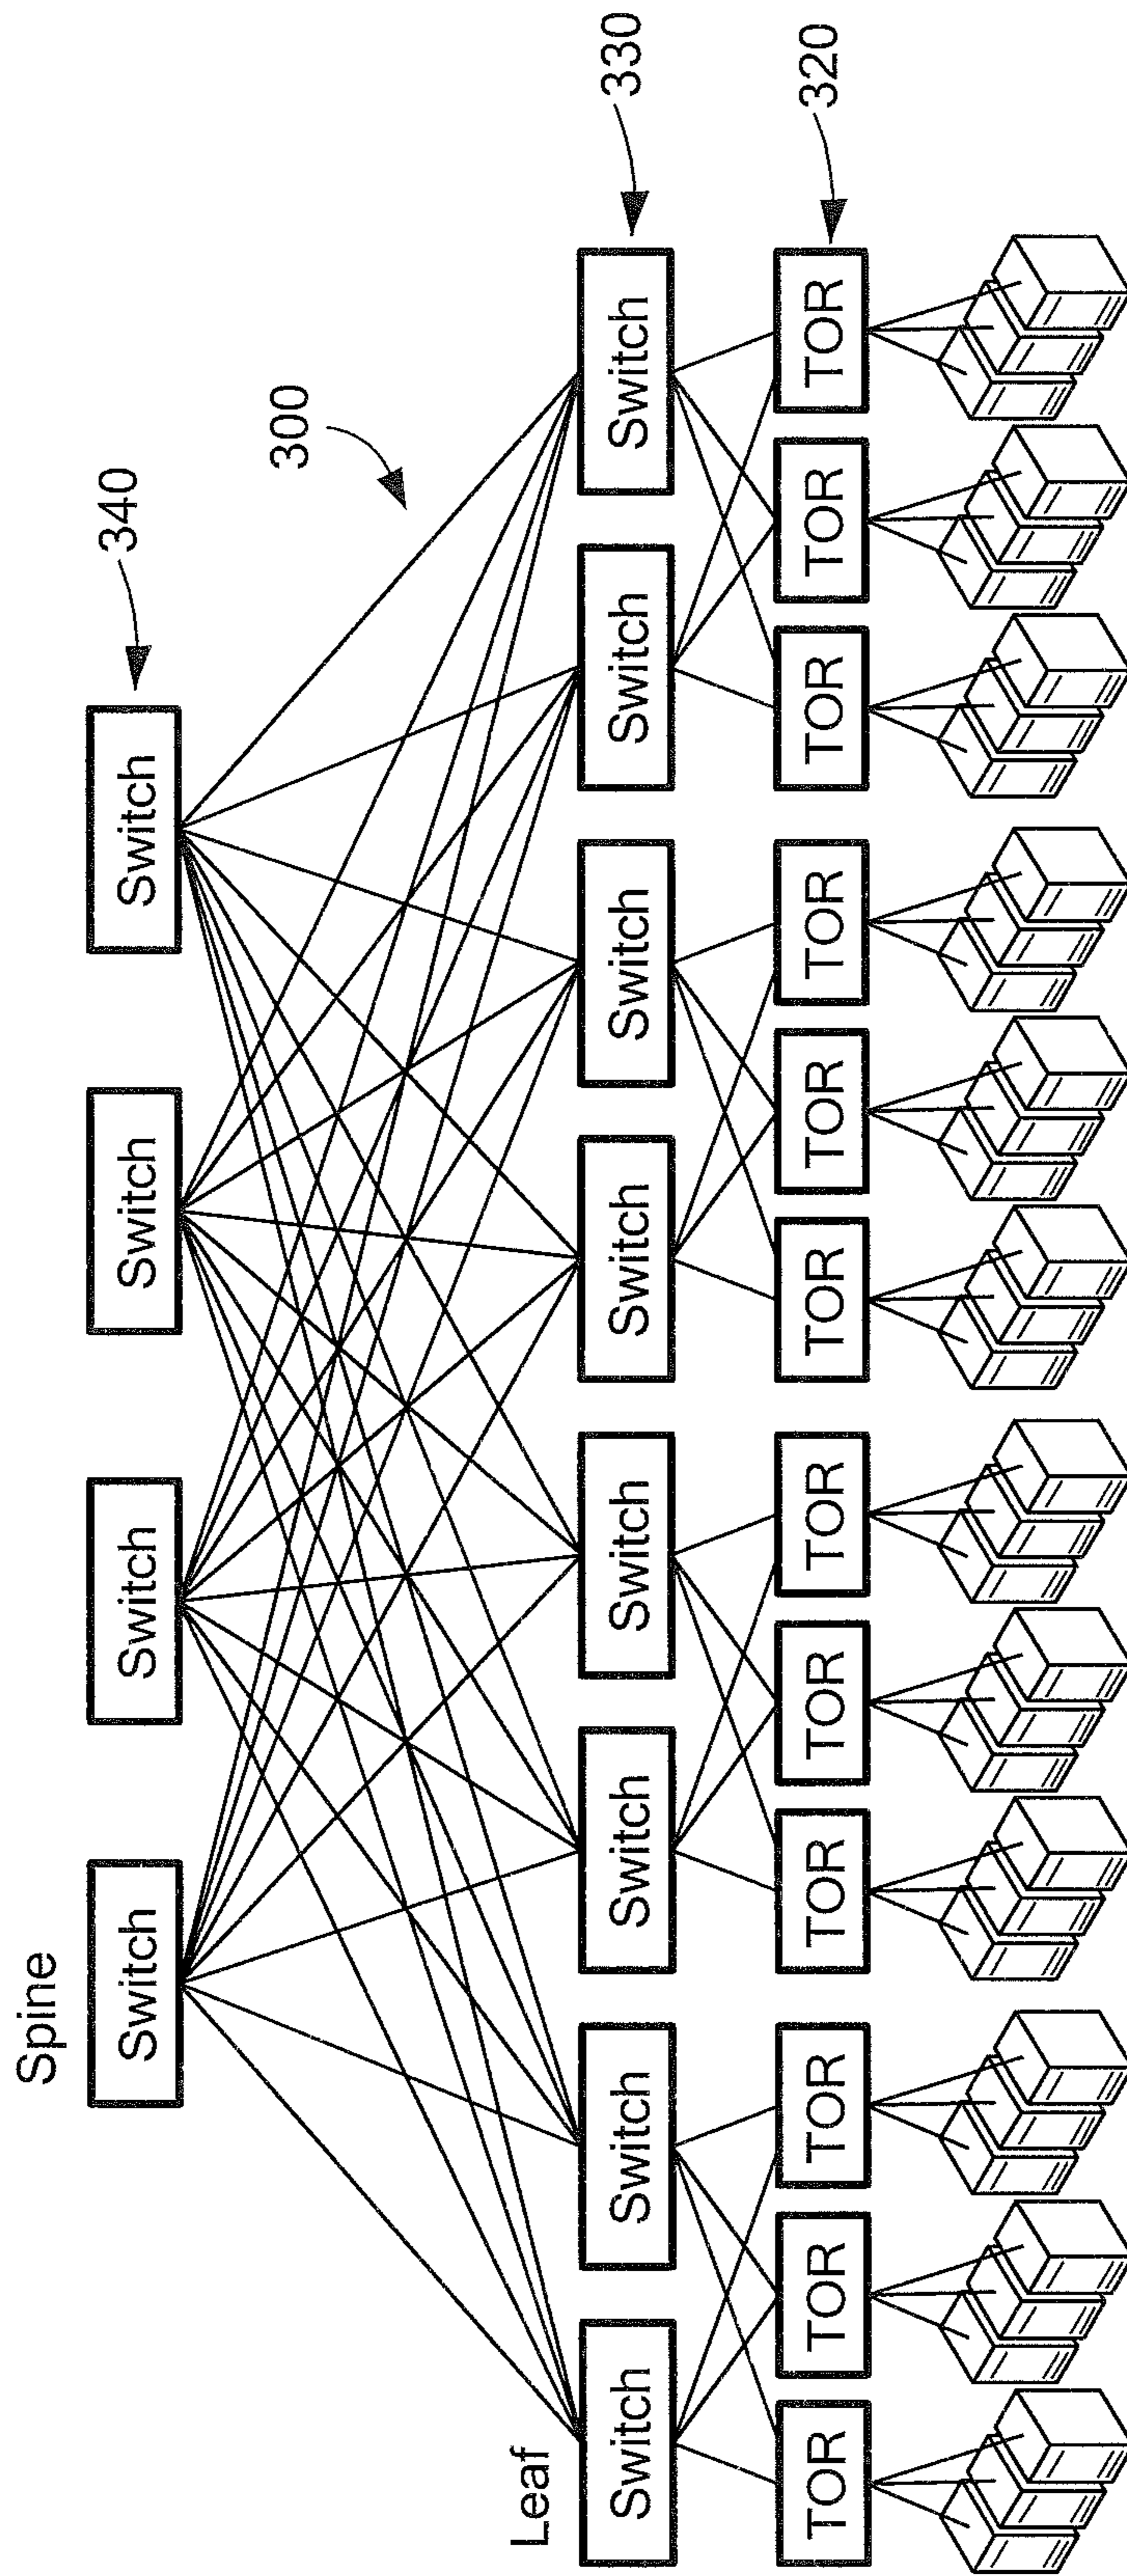 Spine
Switch Switch Switch Switch 340
300
Leaf
Switch Switch Switch Switch Switch Switch Switch Switch 330
TOR TOR TOR TOR TOR TOR TOR TOR TOR TOR TOR TOR 320